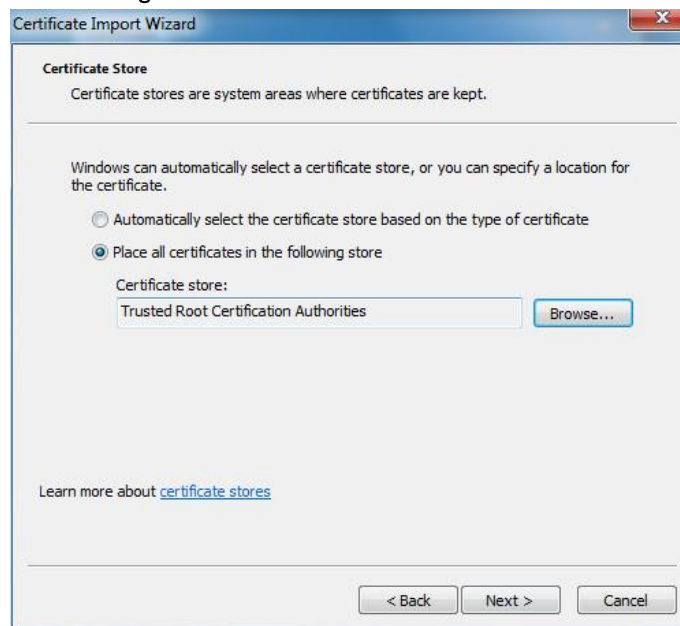 Certificate Import Wizard
Certificate Store
Certificate stores are system areas where certificates are kept.
Windows can automatically select a certificate store, or you can specify a location for
the certificate.
Automatically select the certificate store based on the type of certificate
Place all certificates in the following store
Certificate store:
Trusted Root Certification Authorities
Browse...
Learn more about certificate stores
< Back
Next >
Cancel